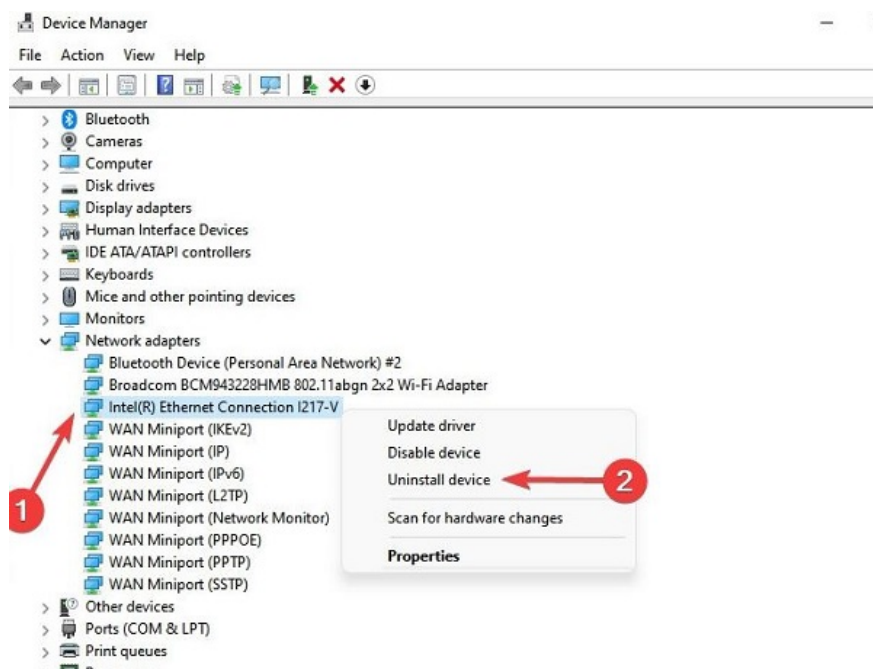 Device Manager
File Action View Help
Bluetooth
Cameras
Computer
Disk drives
Display adapters
Human Interface Devices
IDE ATA/ATAPI controllers
Keyboards
Mice and other pointing devices
Monitors
Network adapters
Bluetooth Device (Personal Area Network) #2
Broadcom BCM943228HMB 802.11abgn 2x2 Wi-Fi Adapter
Intel(R) Ethernet Connection I217-V
WAN Miniport (IKEv2)
WAN Miniport (IP)
WAN Miniport (IPv6)
WAN Miniport (L2TP)
WAN Miniport (Network Monitor)
WAN Miniport (PPPOE)
WAN Miniport (PPTP)
WAN Miniport (SSTP)
Other devices
Ports (COM & LPT)
Print queues
1
Update driver
Disable device
Uninstall device
2
Scan for hardware changes
Properties